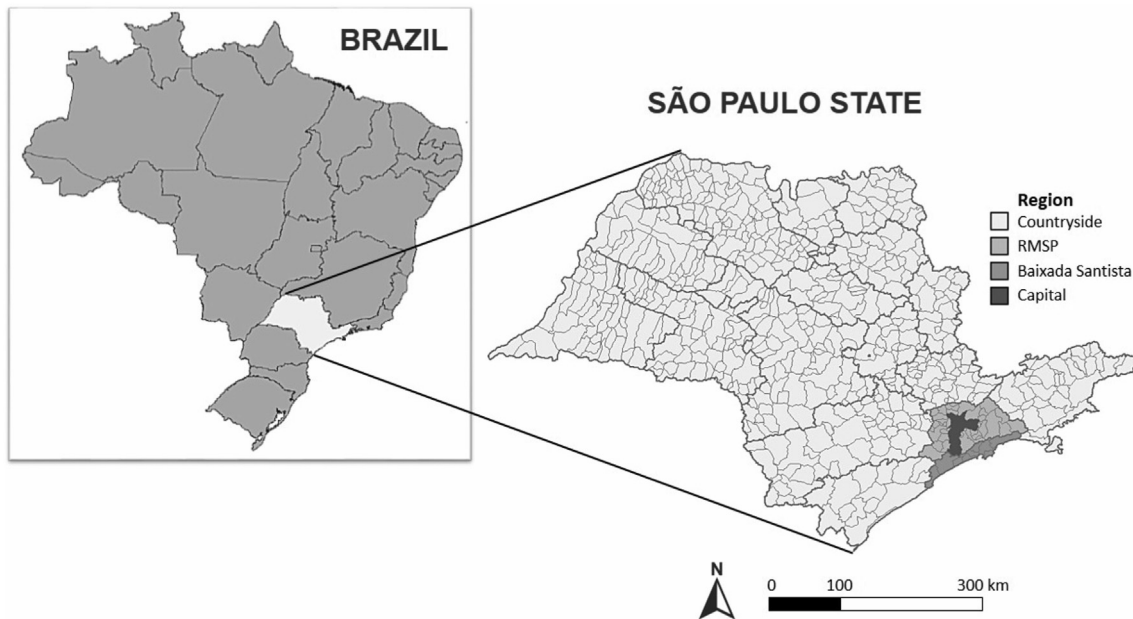 BRAZIL
SÃO PAULO STATE
Region
Countryside
RMSP
Baixada Santista
Capital
N
0 100 300 km